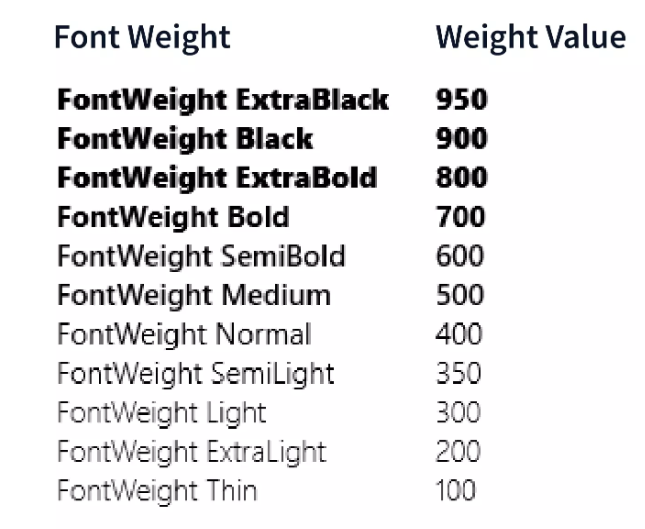 Font Weight Weight Value
FontWeight ExtraBlack 950
FontWeight Black 900
FontWeight ExtraBold 800
FontWeight Bold 700
FontWeight SemiBold 600
FontWeight Medium 500
FontWeight Normal 400
FontWeight SemiLight 350
FontWeight Light 300
FontWeight ExtraLight 200
FontWeight Thin 100